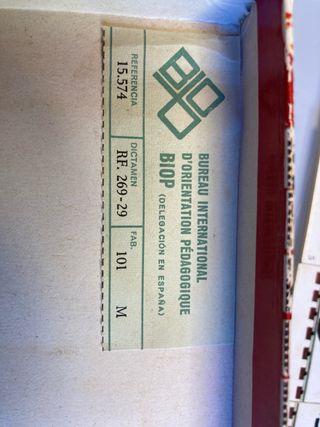 BIOP
BUREAU INTERNATIONAL
D'ORIENTATION PÉDAGOGIQUE
BIOP (DELEGACIÓN EN ESPAÑA)
REFERENCIA
15.574
DICTAMEN
RF. 269-29
FAB.
101 M